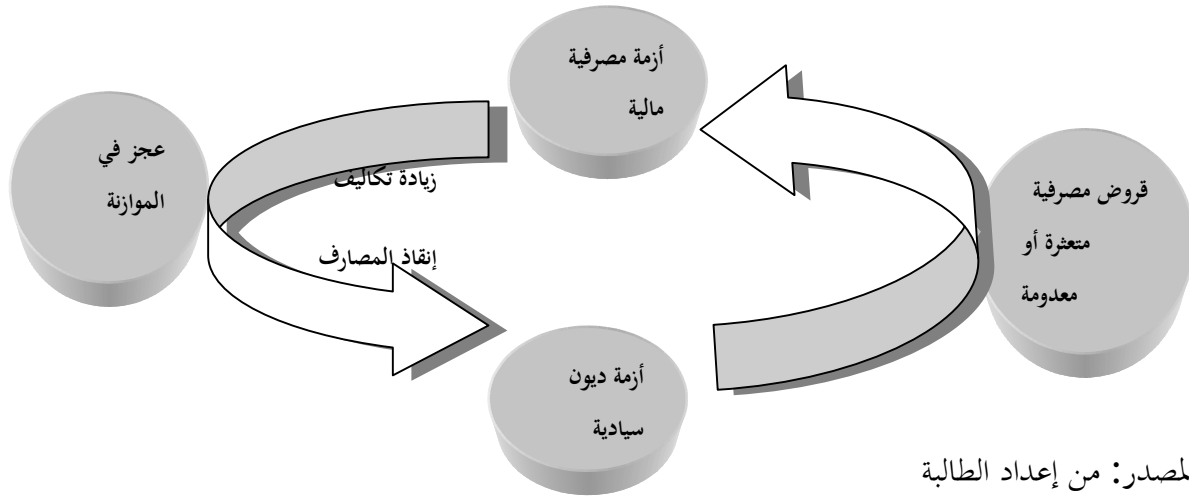 أزمة مصرفية
مالية
عجز في
الموازنة
زيادة تكاليف
إنقاذ المصارف
قروض مصرفية
متعثرة أو
معدومة
أزمة ديون
سيادية
لمصدر: من إعداد الطالبة